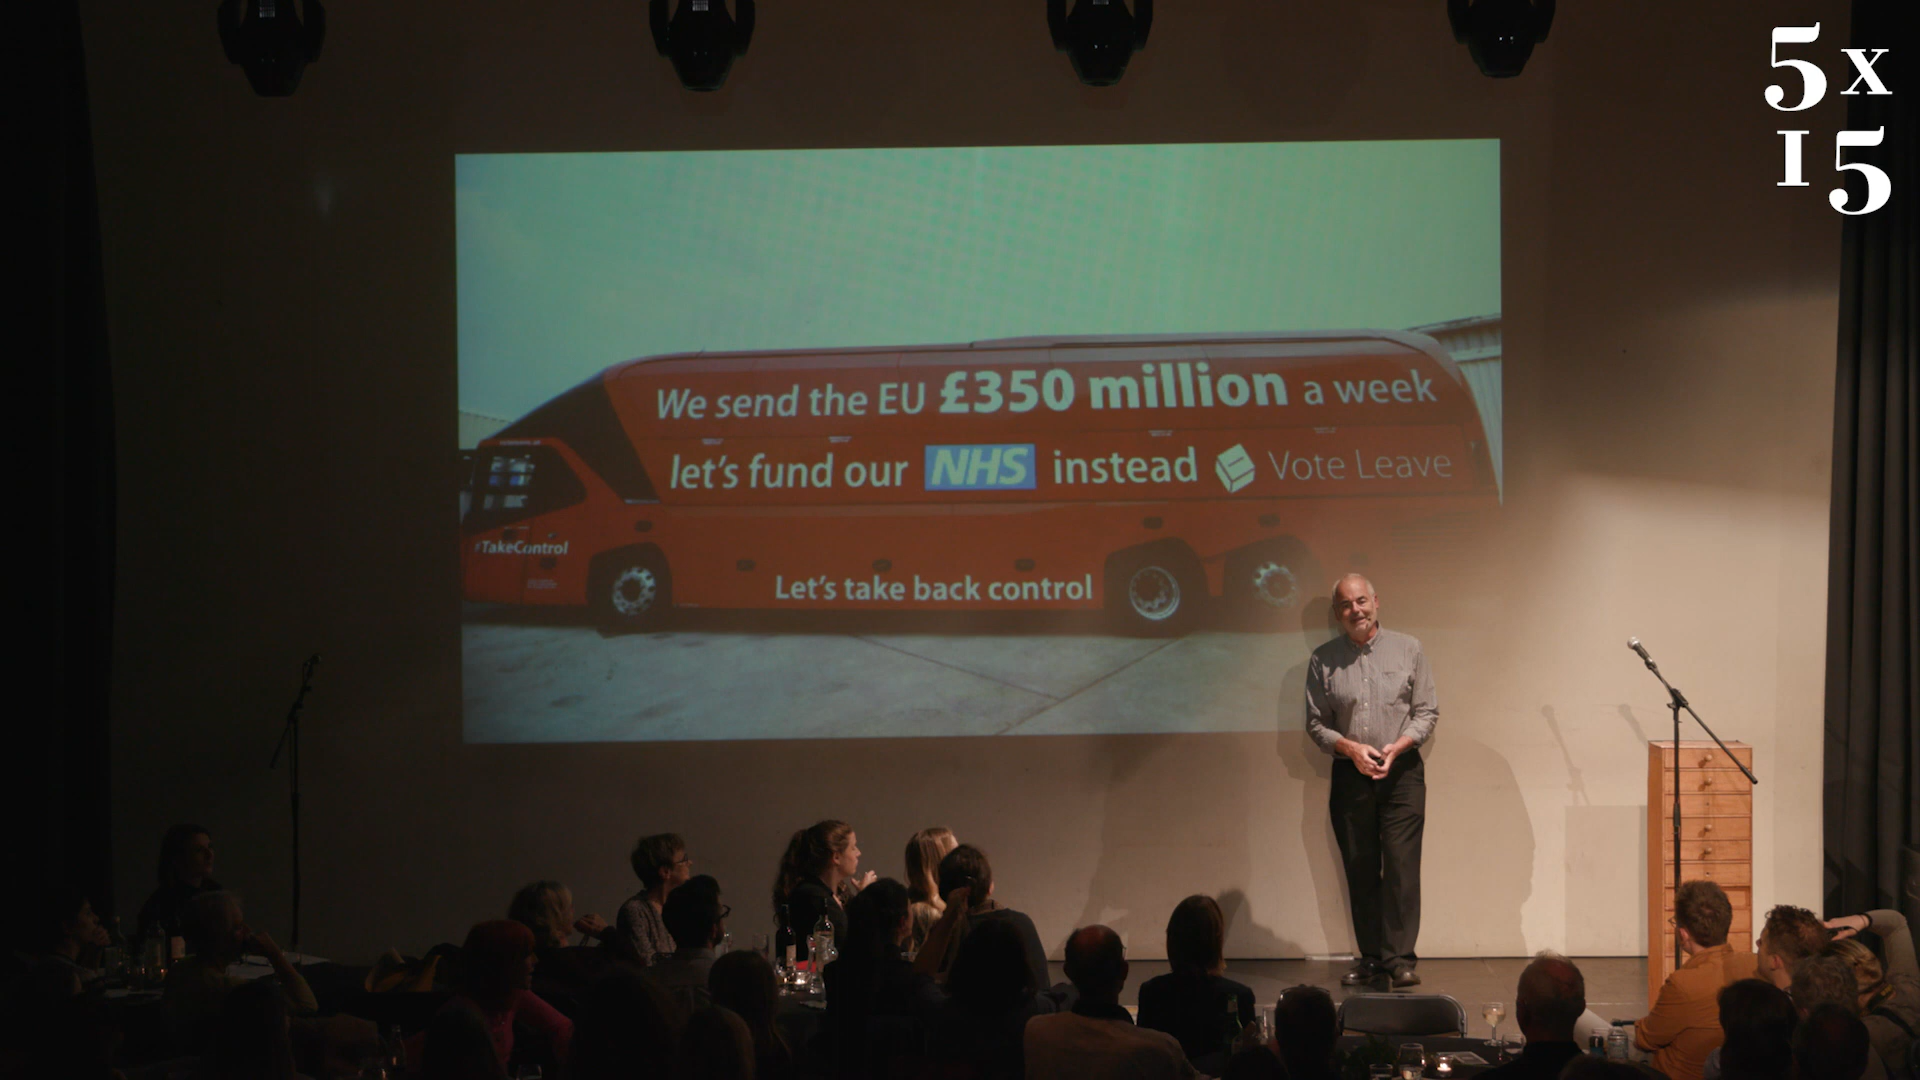 5x
15
We send the EU £350 million a week
let's fund our NHS instead Vote Leave
#TakeControl
Let's take back control